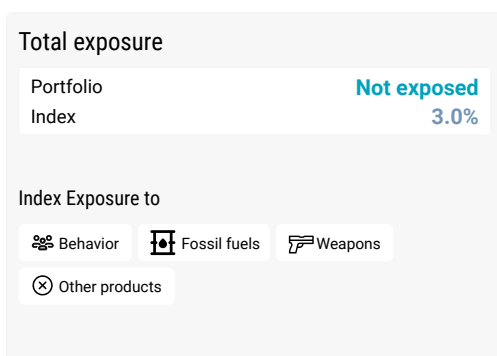 Total exposure
Portfolio Not exposed
Index 3.0%
Index Exposure to
Behavior Fossil fuels Weapons
Other products